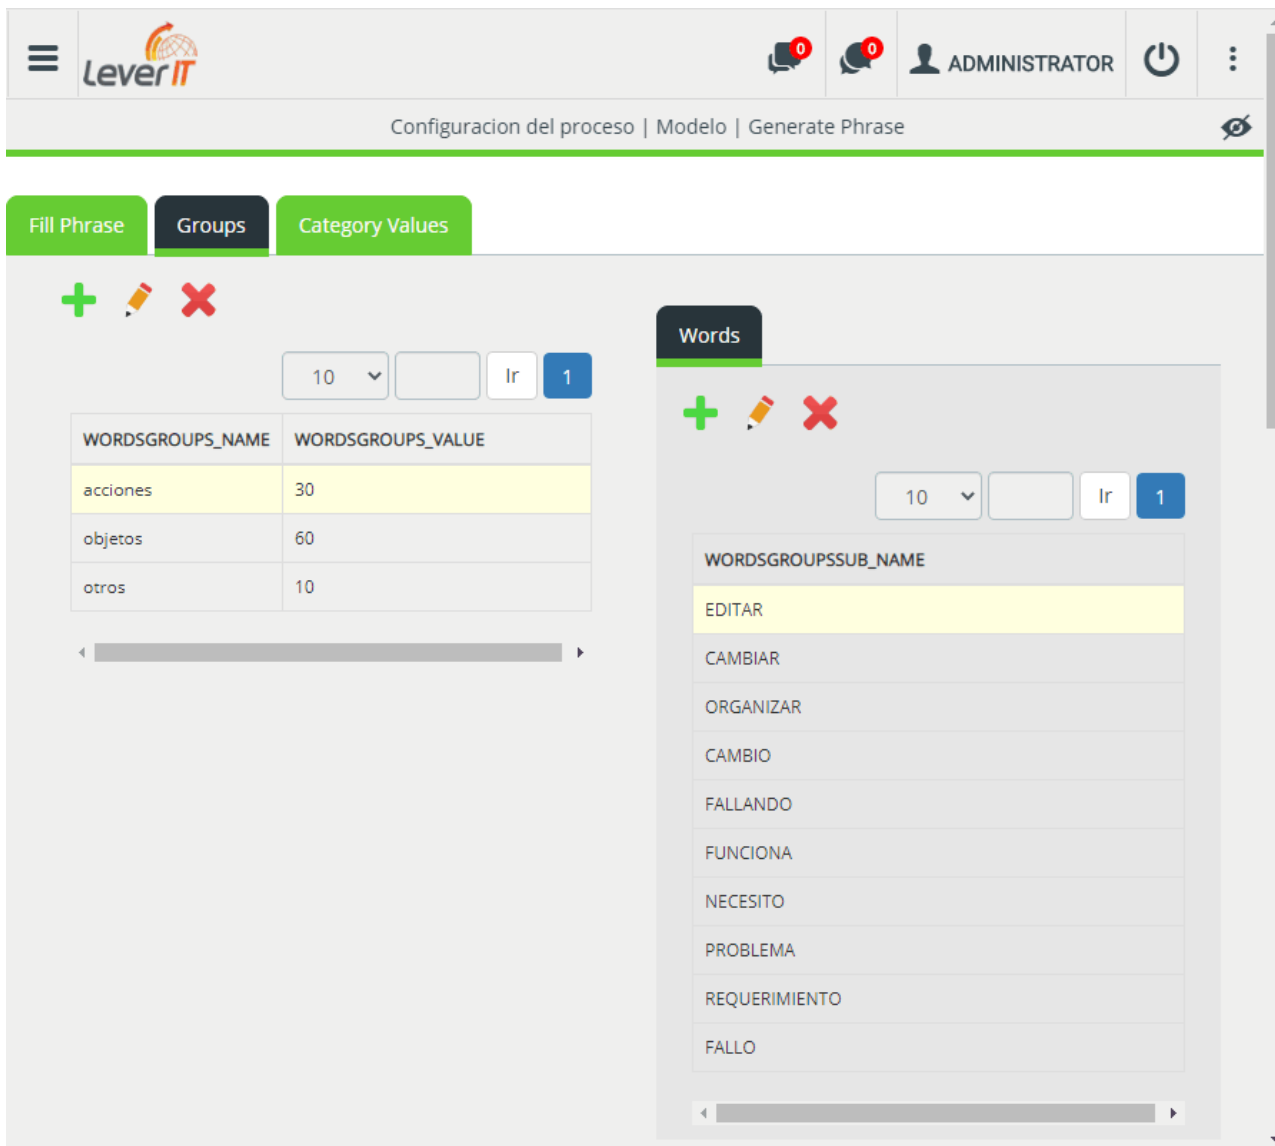 LeverIT
0
0
ADMINISTRATOR
Configuracion del proceso | Modelo | Generate Phrase
Fill Phrase
Groups
Category Values
10
Ir
1
WORDSGROUPS_NAME WORDSGROUPS_VALUE
acciones 30
objetos 60
otros 10
Words
10
Ir
1
WORDSGROUPSSUB_NAME
EDITAR
CAMBIAR
ORGANIZAR
CAMBIO
FALLANDO
FUNCIONA
NECESITO
PROBLEMA
REQUERIMIENTO
FALLO